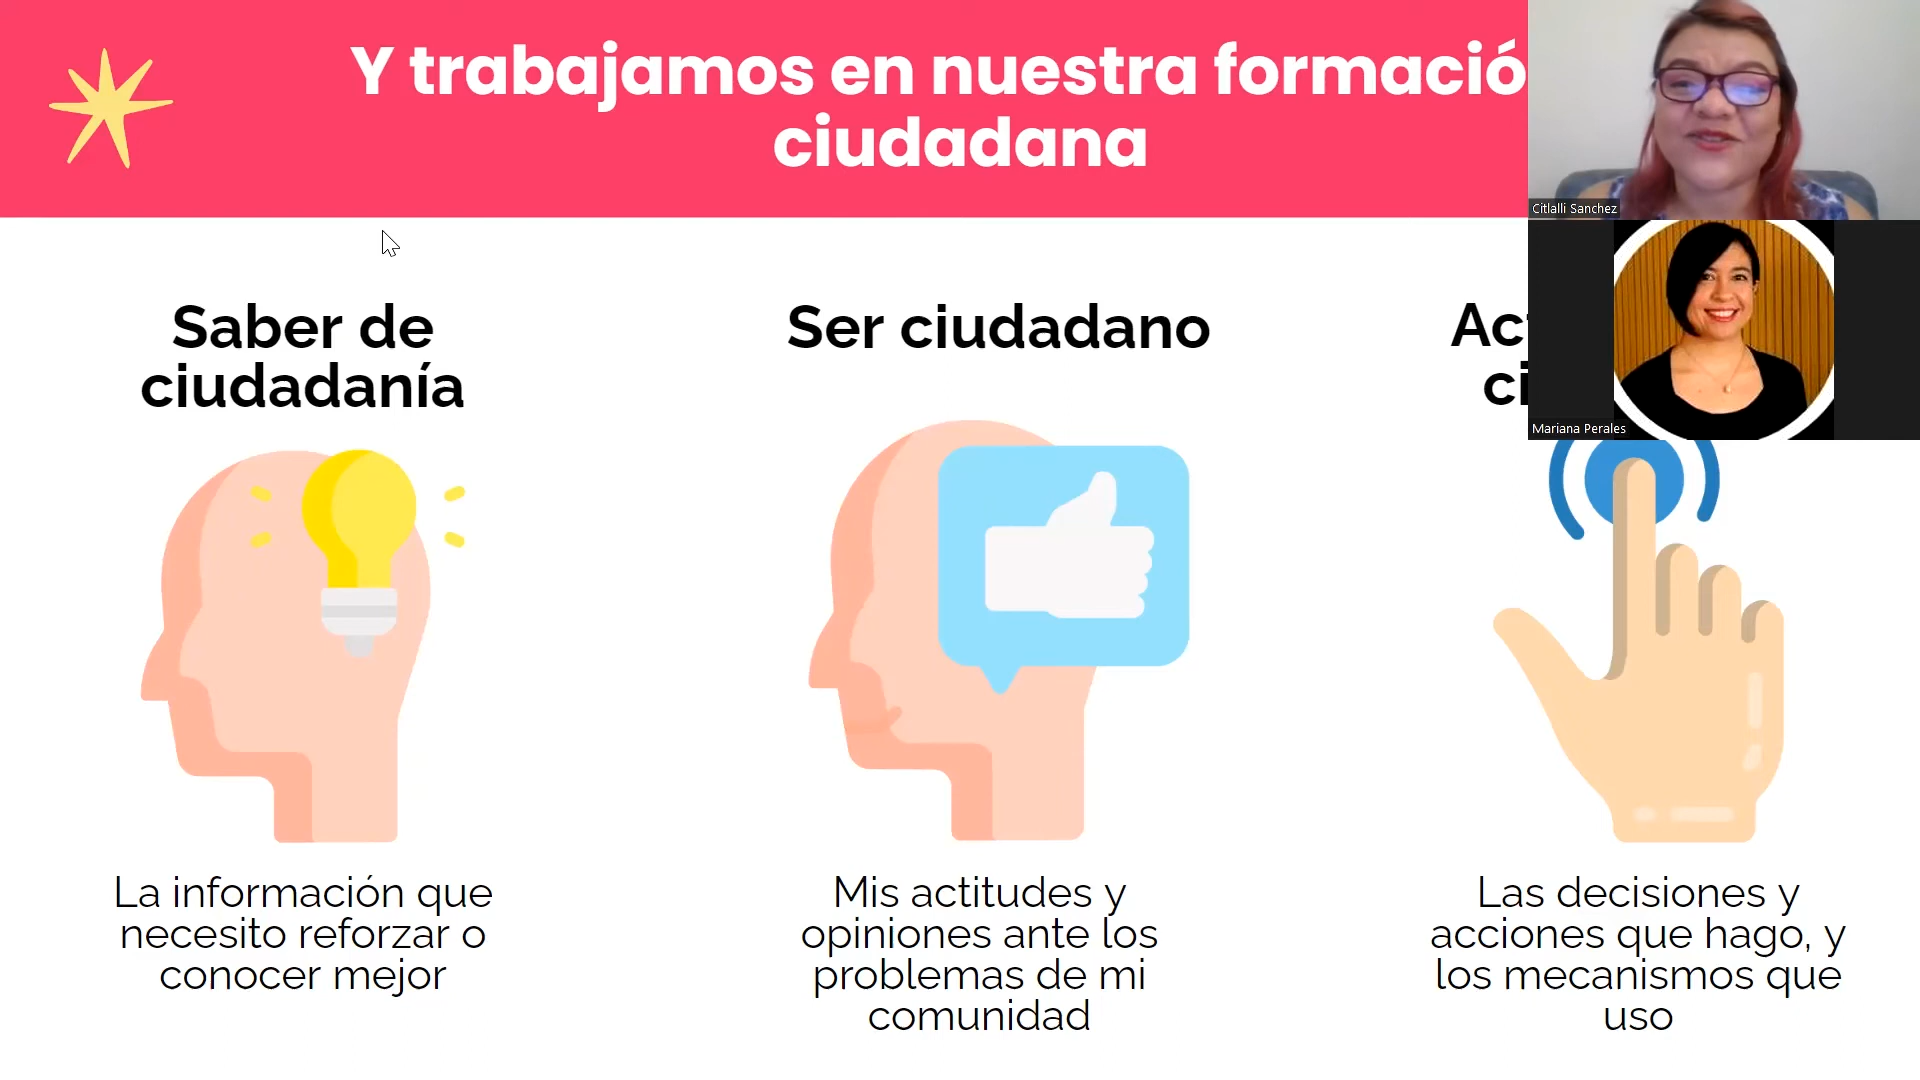 Y trabajamos en nuestra formació
ciudadana
Citlalli Sanchez
Mariana Perales
Saber de
ciudadanía
Ser ciudadano
La información que
necesito reforzar o
conocer mejor
Mis actitudes y
opiniones ante los
problemas de mi
comunidad
Las decisiones y
acciones que hago, y
los mecanismos que
uso